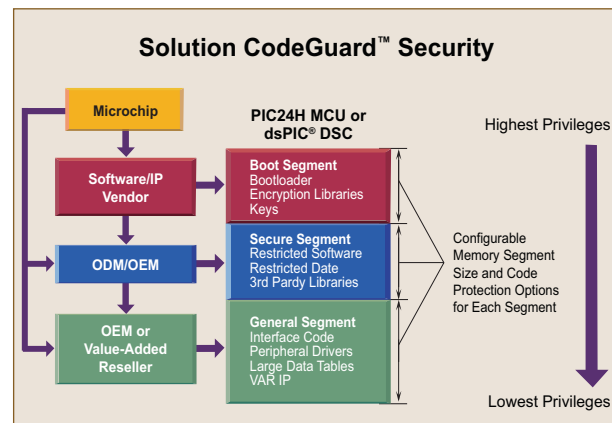 Solution CodeGuard™ Security
Microchip
Software/IP
Vendor
ODM/OEM
OEM or
Value-Added
Reseller
PIC24H MCU or
dsPIC® DSC
Boot Segment
Bootloader
Encryption Libraries
Keys
Secure Segment
Restricted Software
Restricted Date
3rd Pardy Libraries
General Segment
Interface Code
Peripheral Drivers
Large Data Tables
VAR IP
Configurable
Memory Segment
Size and Code
Protection Options
for Each Segment
Highest Privileges
Lowest Privileges